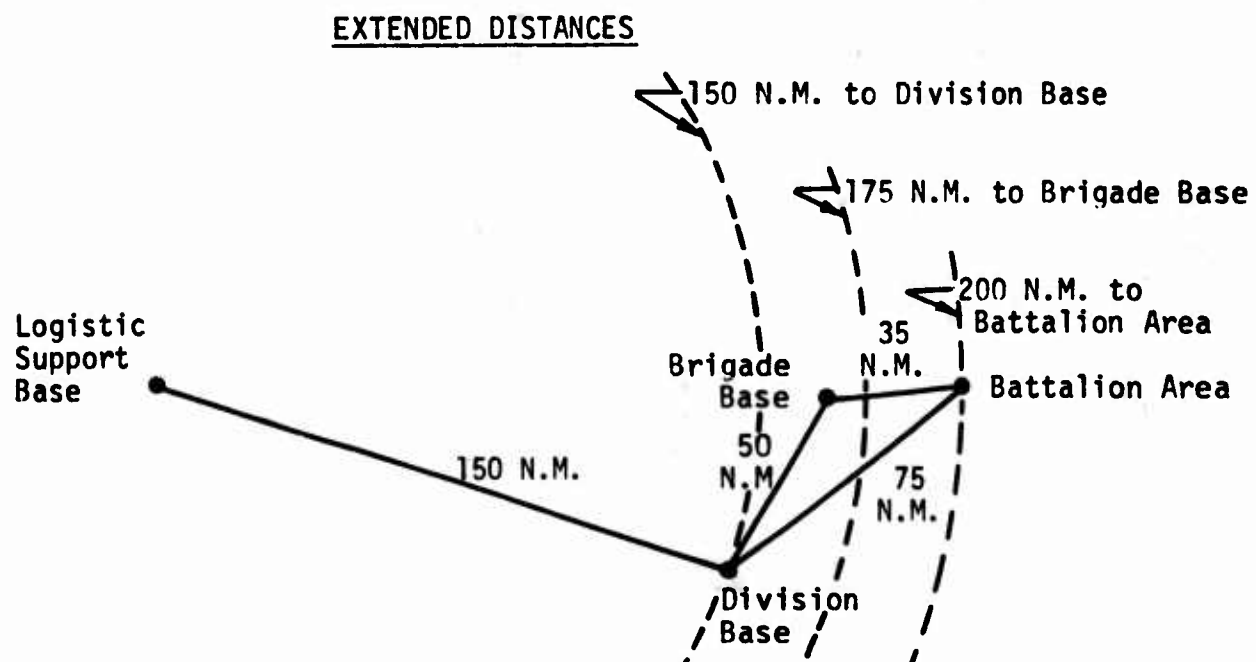 EXTENDED DISTANCES
150 N.M. to Division Base
175 N.M. to Brigade Base
200 N.M. to
Battalion Area
Logistic
Support
Base
35
N.M.
Brigade
Base
Battalion Area
150 N.M.
50
N.M
75
N.M.
Division
Base